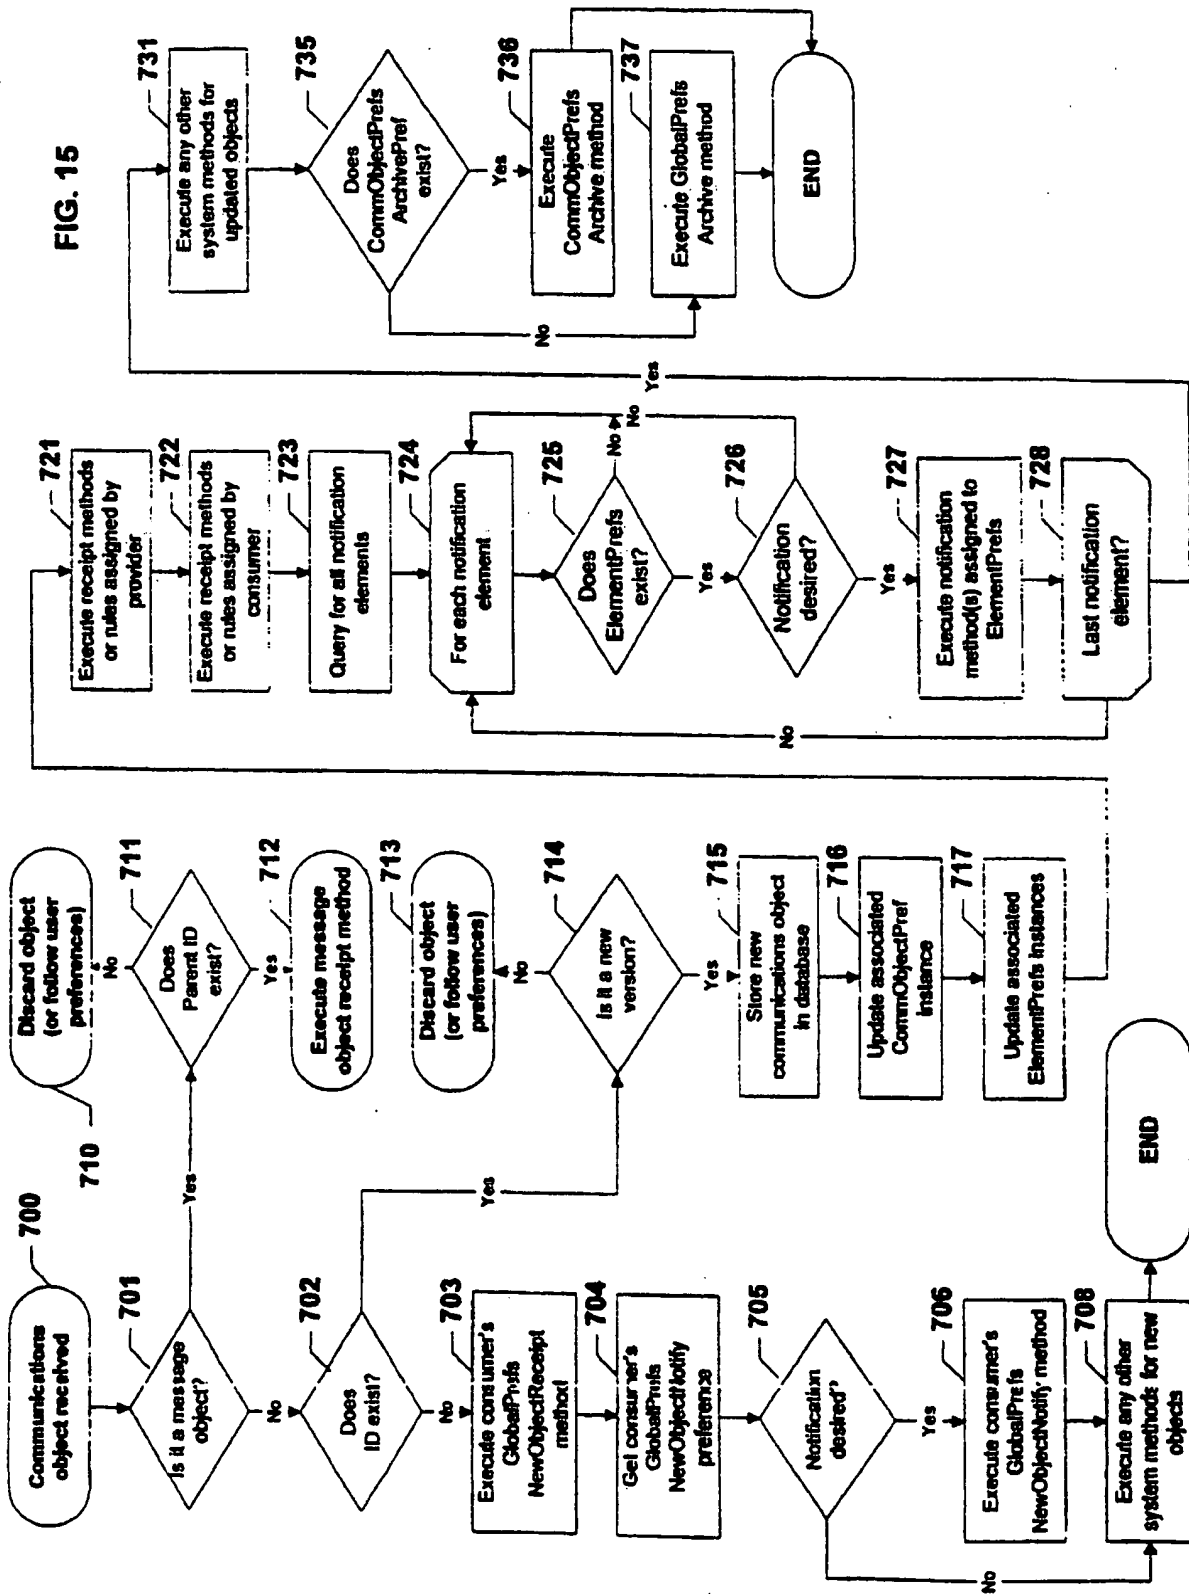 FIG. 15
700
Communications
object received
701
Is it a message
object?
Yes
No
702
Does
ID exist?
Yes
No
703
Execute consumer's
GlobalPrefs
NewObjectReceipt
method
704
Get consumer's
GlobalPrefs
NewObjectNotify
preference
705
Notification
desired?
Yes
No
706
Execute consumer's
GlobalPrefs
NewObjectNotify method
708
Execute any other
system methods for new
objects
END
710
Discard object
(or follow user
preferences)
No
711
Does
Parent ID
exist?
Yes
712
Execute message
object receipt method
713
Discard object
(or follow user
preferences)
No
714
Is it a new
version?
Yes
715
Store new
communications object
in database
716
Update associated
CommObjectPref
instance
717
Update associated
ElementPrefs instances
721
Execute receipt methods
or rules assigned by
provider
722
Execute receipt methods
or rules assigned by
consumer
723
Query for all notification
elements
724
For each notification
element
725
Does
ElementPrefs
exist?
No
Yes
726
Notification
desired?
No
Yes
727
Execute notification
method(s) assigned to
ElementPrefs
728
Last notification
element?
No
Yes
731
Execute any other
system methods for
updated objects
735
Does
CommObjectPrefs
ArchivePref
exist?
Yes
No
736
Execute
CommObjectPrefs
Archive method
737
Execute GlobalPrefs
Archive method
END